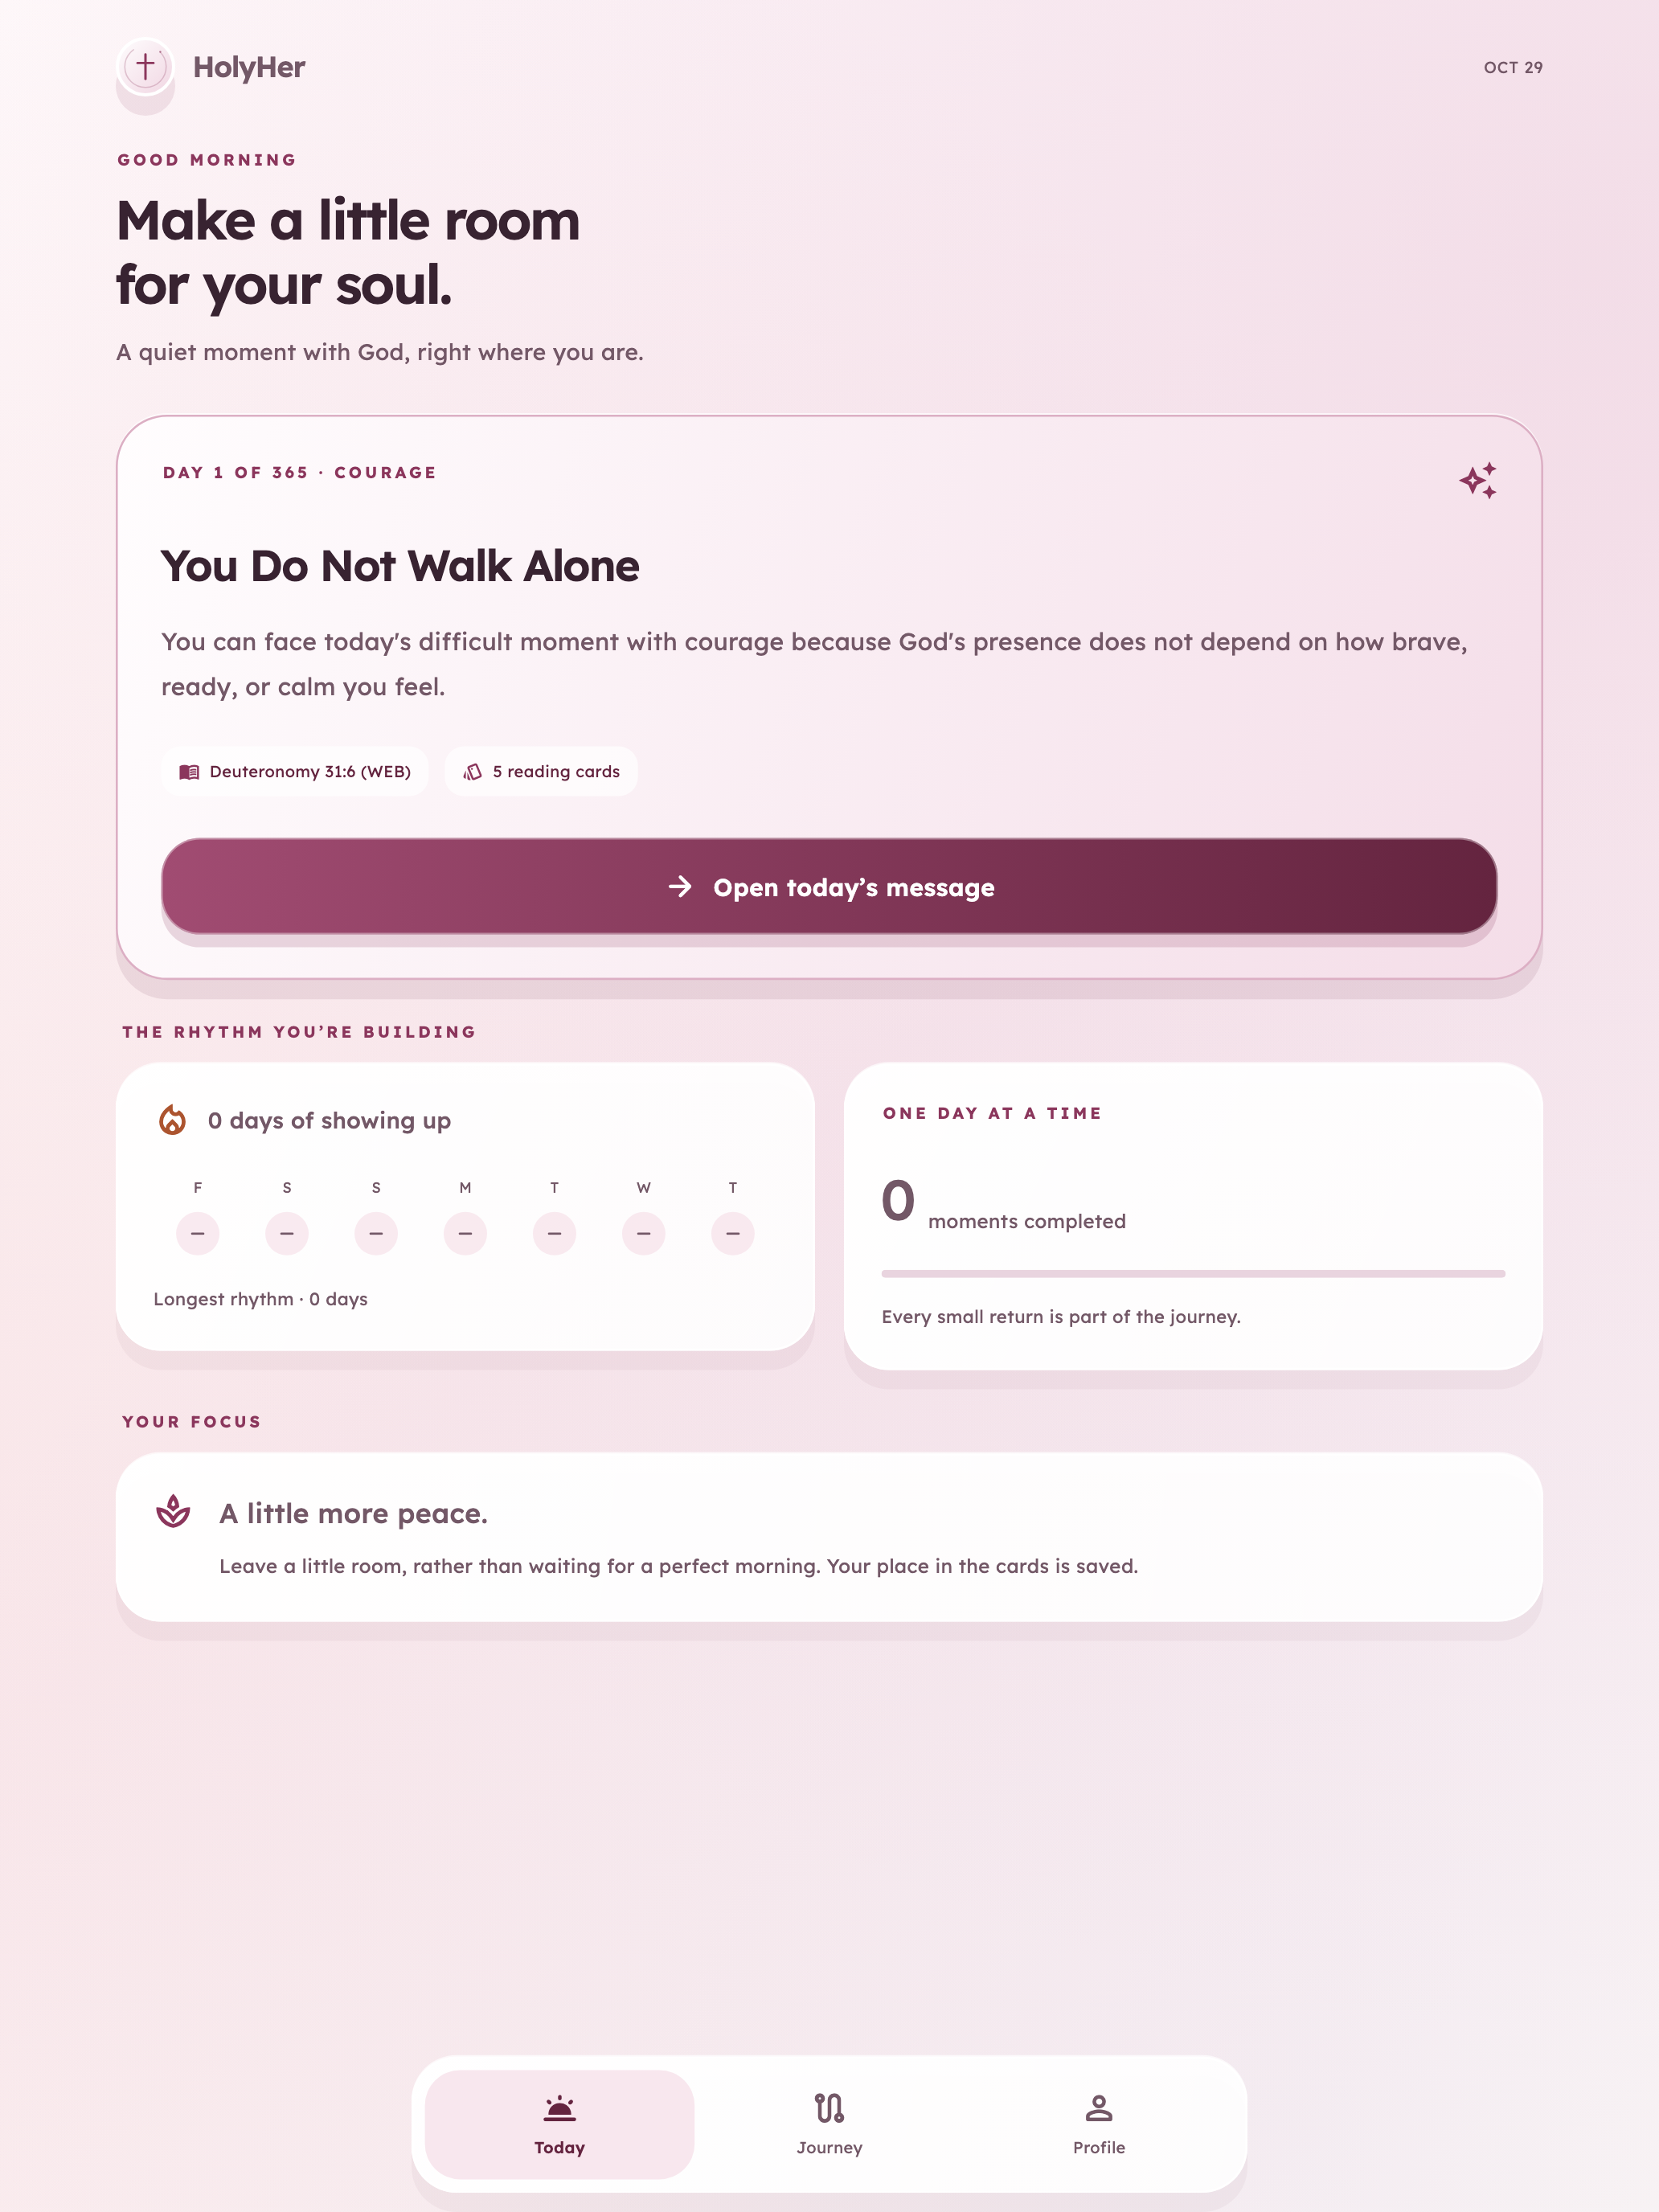 HolyHer
OCT 29
GOOD MORNING
Make a little room
for your soul.
A quiet moment with God, right where you are.
DAY 1 OF 365 · COURAGE
You Do Not Walk Alone
You can face today's difficult moment with courage because God's presence does not depend on how brave,
ready, or calm you feel.
Deuteronomy 31:6 (WEB)
5 reading cards
Open today’s message
THE RHYTHM YOU’RE BUILDING
0 days of showing up
F S S M T W T
Longest rhythm · 0 days
ONE DAY AT A TIME
0 moments completed
Every small return is part of the journey.
YOUR FOCUS
A little more peace.
Leave a little room, rather than waiting for a perfect morning. Your place in the cards is saved.
Today
Journey
Profile